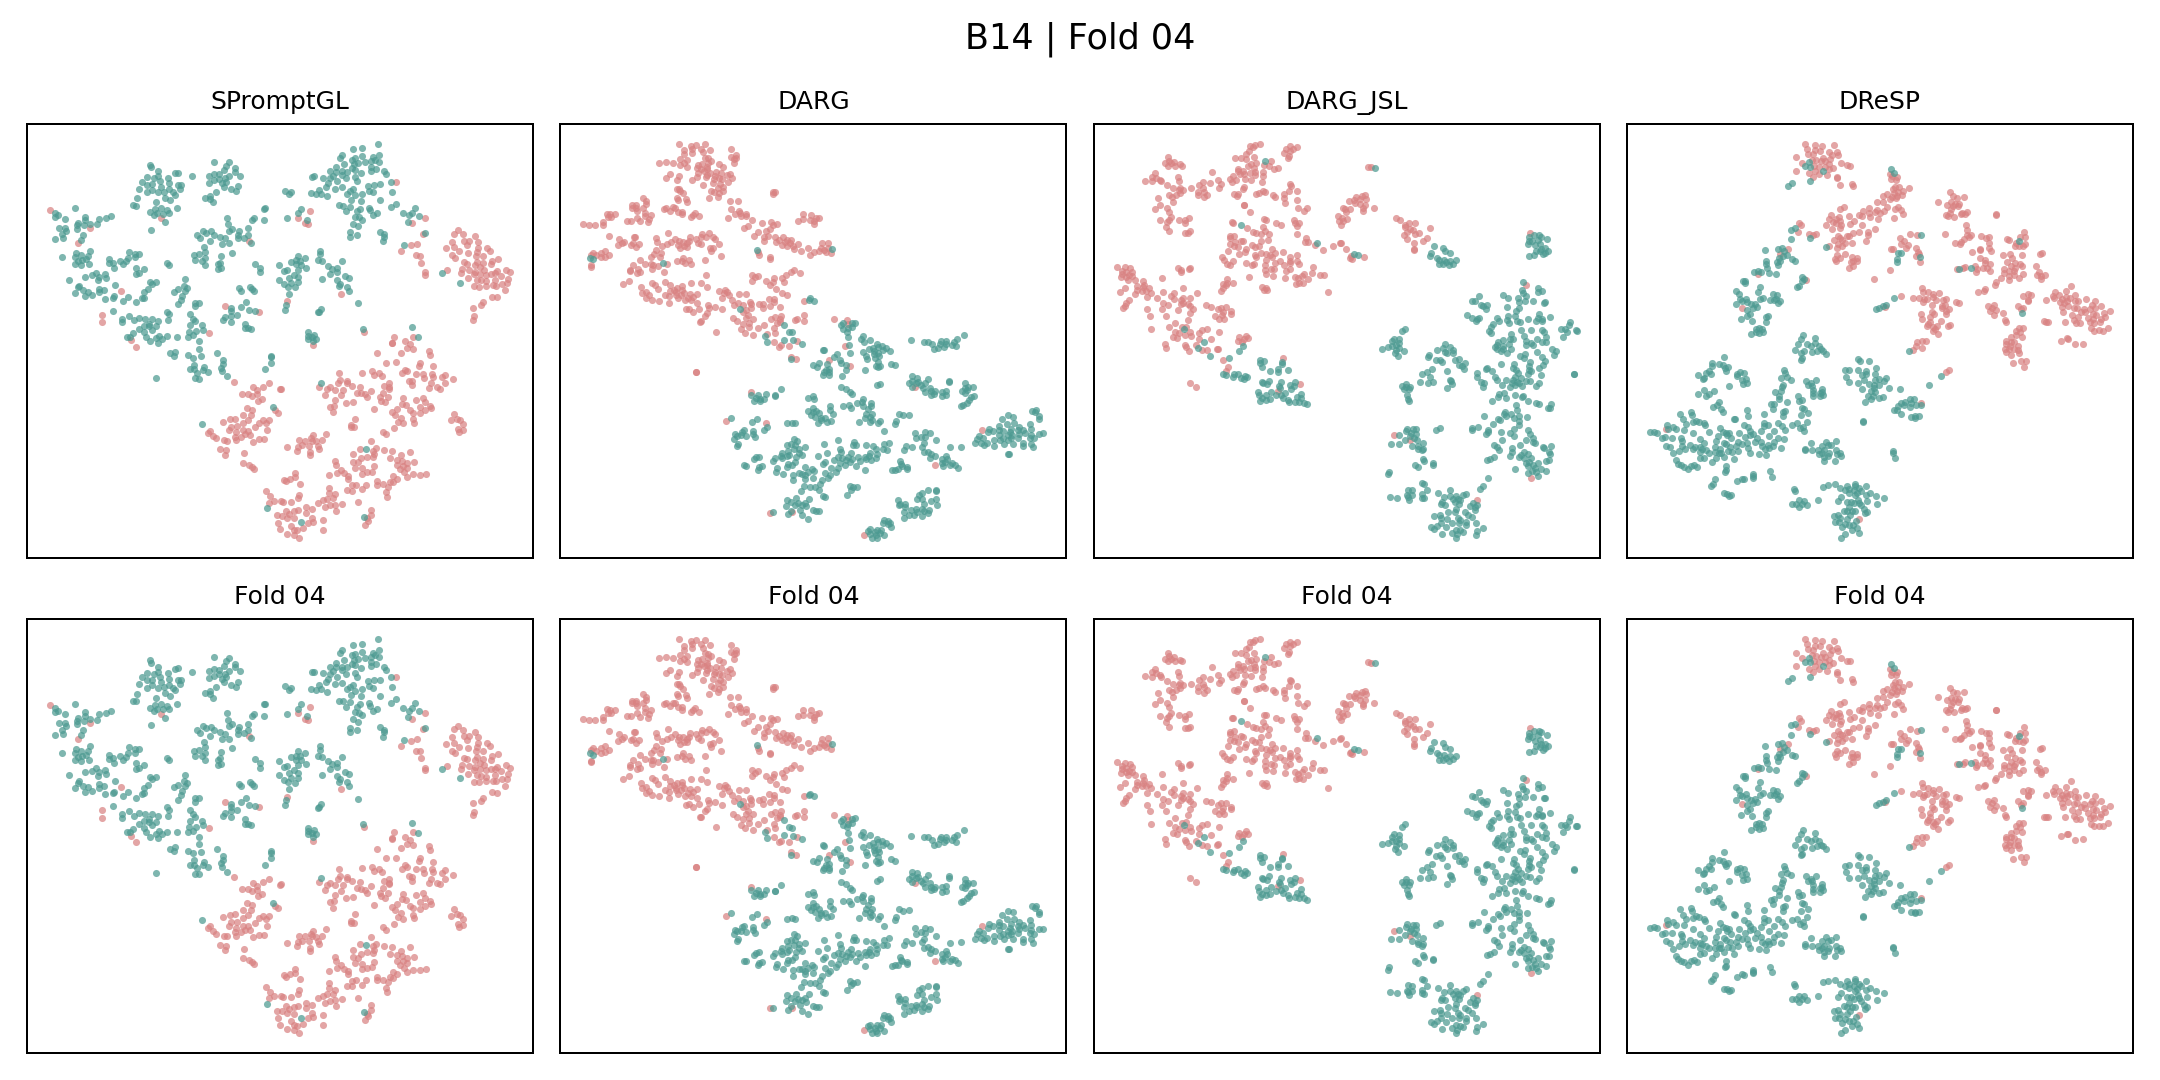 B14 | Fold 04
SPromptGL
DARG
DARG_JSL
DReSP
Fold 04
Fold 04
Fold 04
Fold 04